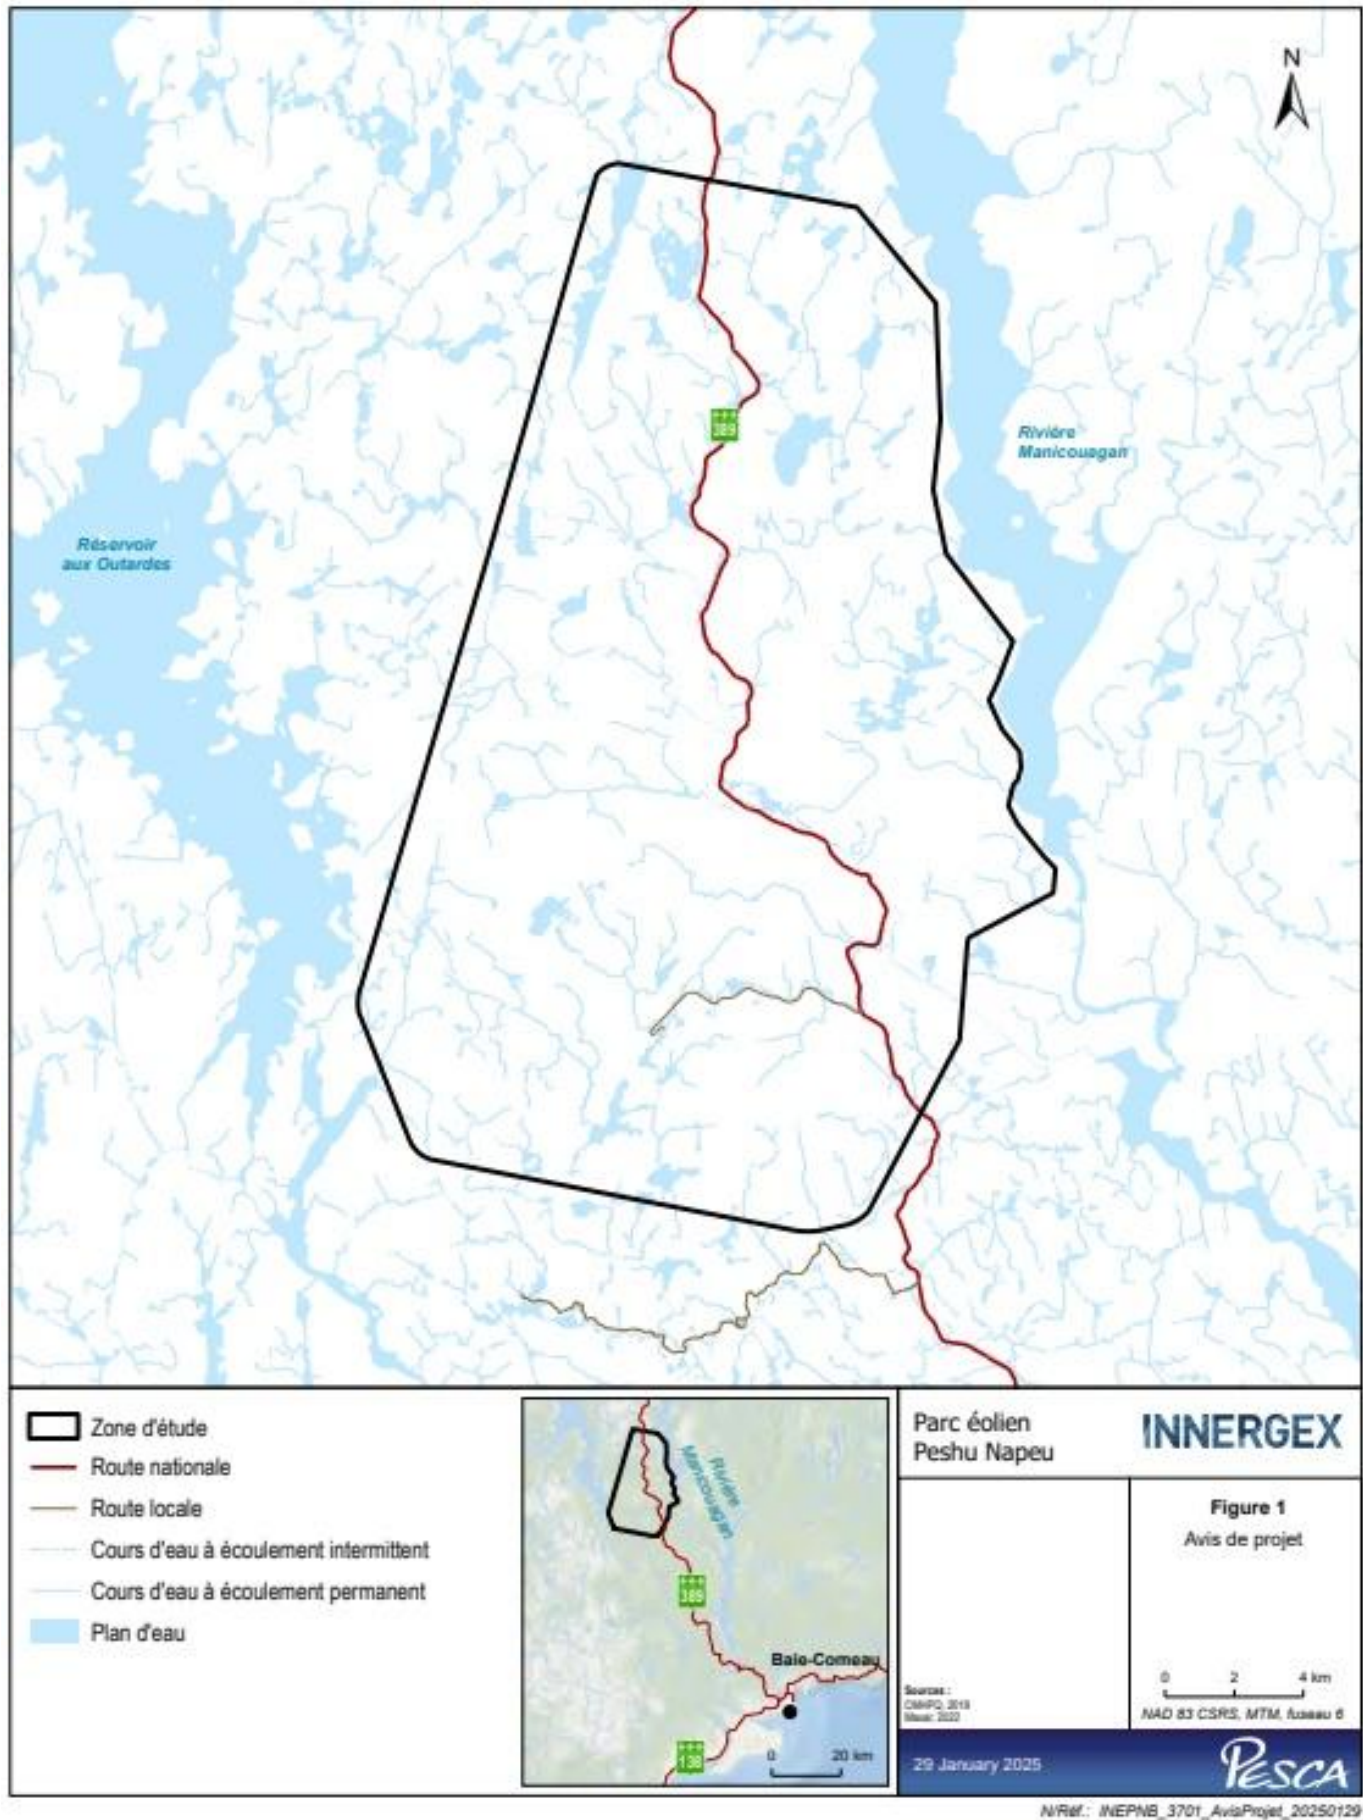 N
389
Rivière
Manicouagan
Réservoir
aux Outardes
Zone d'étude
Route nationale
Route locale
Cours d'eau à écoulement intermittent
Cours d'eau à écoulement permanent
Plan d'eau
Rivière
Manicouagan
389
Baie-Comeau
138
0 20 km
Parc éolien
Peshu Napeu
INNERGEX
Figure 1
Avis de projet
0 2 4 km
NAD 83 CSRS, MTM, fuseau 6
Sources :
2019
2022
29 January 2025
PESCA
N/Réf.: INEPNB_3701_AvisProjet_20250129